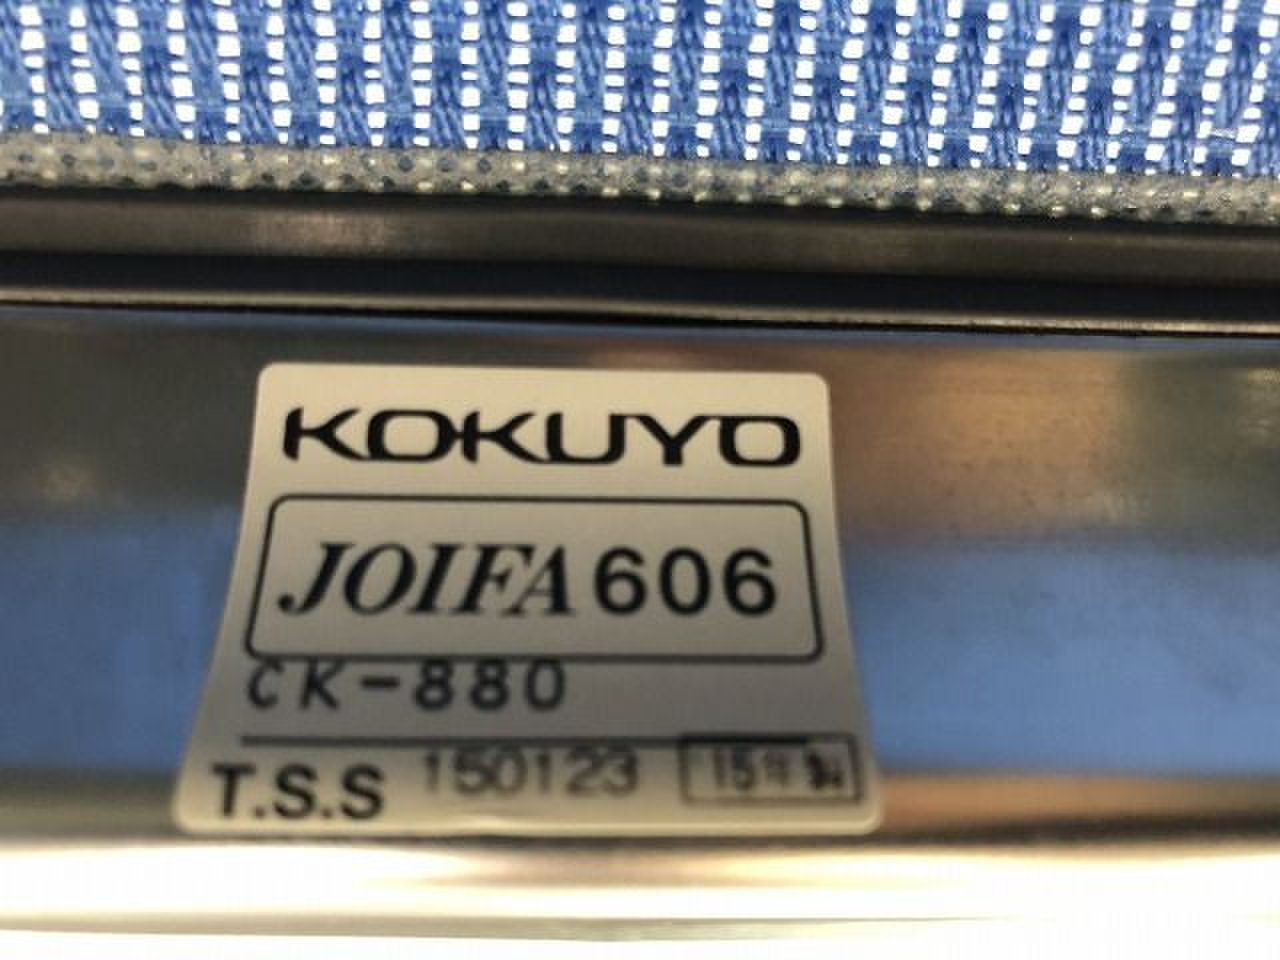 KOKUYO
JOIFA606
CK-880
T.S.S 150123 15年製